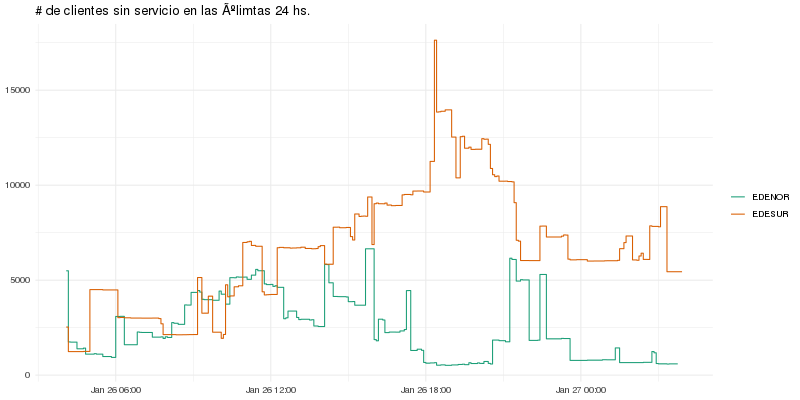 # de clientes sin servicio en las Ãºlimtas 24 hs.
15000
10000
5000
0
Jan 26 06:00
Jan 26 12:00
Jan 26 18:00
Jan 27 00:00
EDENOR
EDESUR